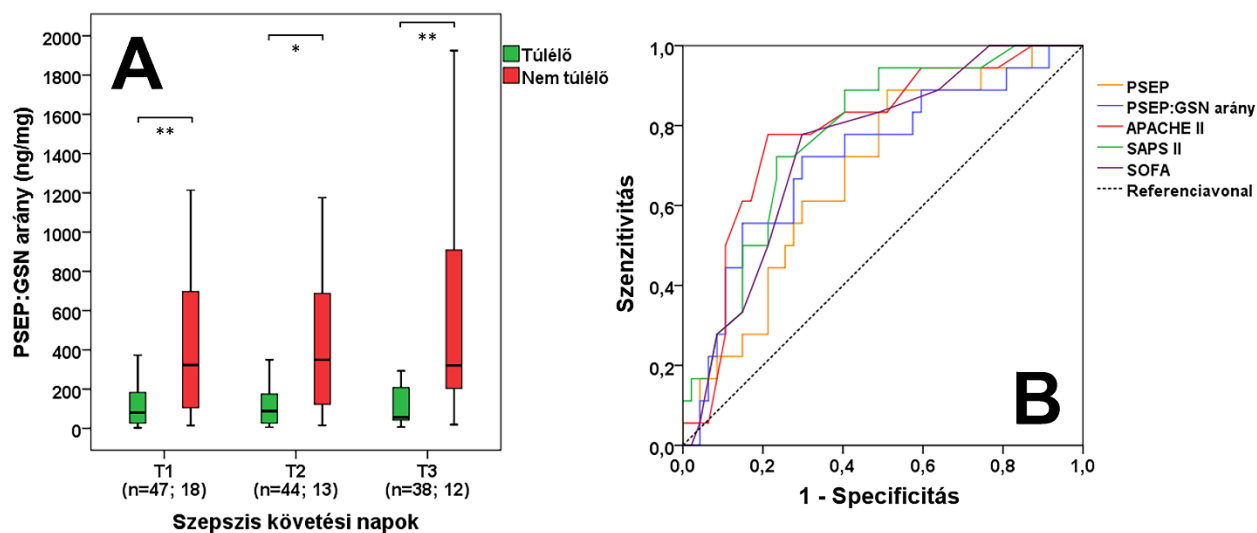 A
PSEP:GSN arány (ng/mg)
2000
1800
1600
1400
1200
1000
800
600
400
200
0
**
*
**
Túlélő
Nem túlélő
T1
T2
T3
(n=47; 18)
(n=44; 13)
(n=38; 12)
Szepszis követési napok
B
Szenzitivitás
1,0
0,8
0,6
0,4
0,2
0,0
0,0
0,2
0,4
0,6
0,8
1,0
1 - Specificitás
PSEP
PSEP:GSN arány
APACHE II
SAPS II
SOFA
Referenciavonal